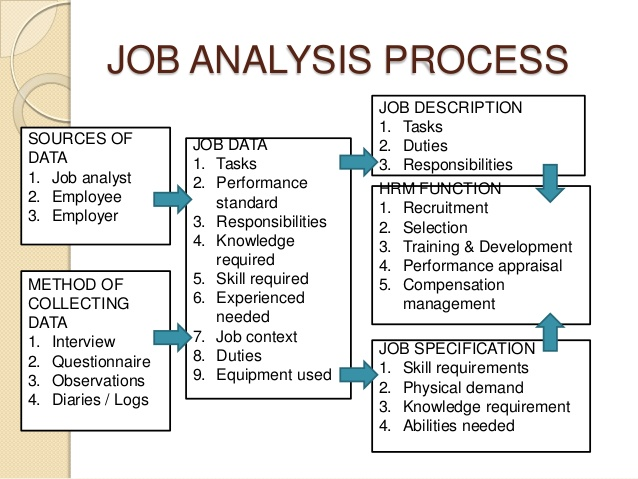 JOB ANALYSIS PROCESS
SOURCES OF
DATA
1. Job analyst
2. Employee
3. Employer
METHOD OF
COLLECTING
DATA
1. Interview
2. Questionnaire
3. Observations
4. Diaries / Logs
JOB DATA
1. Tasks
2. Performance
standard
3. Responsibilities
4. Knowledge
required
5. Skill required
6. Experienced
needed
7. Job context
8. Duties
9. Equipment used
JOB DESCRIPTION
1. Tasks
2. Duties
3. Responsibilities
HRM FUNCTION
1. Recruitment
2. Selection
3. Training & Development
4. Performance appraisal
5. Compensation
management
JOB SPECIFICATION
1. Skill requirements
2. Physical demand
3. Knowledge requirement
4. Abilities needed